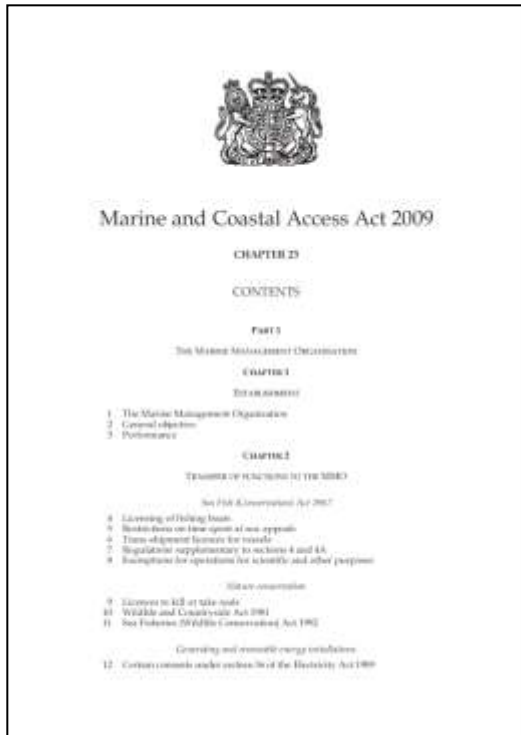 Marine and Coastal Access Act 2009
CHAPTER 23
CONTENTS
PART 1
THE MARINE MANAGEMENT ORGANISATION
CHAPTER 1
ESTABLISHMENT
1 The Marine Management Organisation
2 General objective
3 Performance
CHAPTER 2
TRANSFER OF FUNCTIONS TO THE MMO
Sea Fish (Conservation) Act 1967
4 Licensing of fishing boats
5 Restrictions on time spent at sea: appeals
6 Trans-shipment licences for vessels
7 Regulations supplementary to sections 4 and 4A
8 Exemptions for operations for scientific and other purposes
Nature conservation
9 Licences to kill or take seals
10 Wildlife and Countryside Act 1981
11 Sea Fisheries (Wildlife Conservation) Act 1992
Generating and renewable energy installations
12 Certain consents under section 36 of the Electricity Act 1989